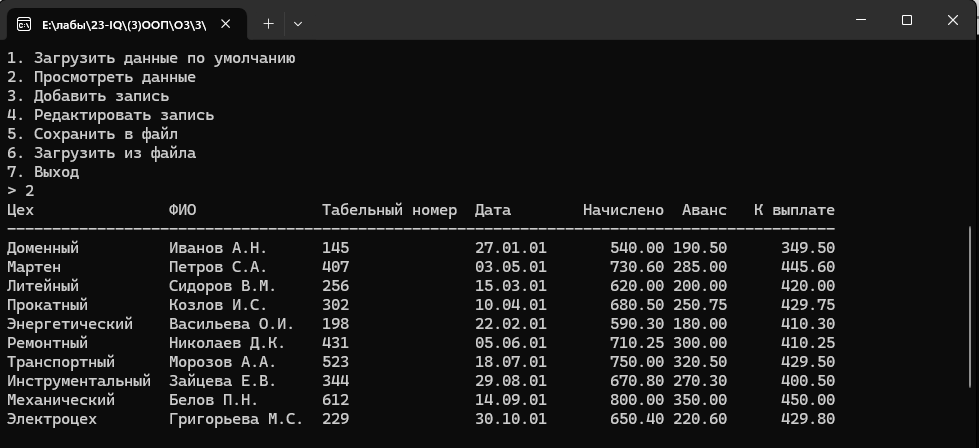 E:\лабы\23-IQ\(3)ООП\ОЗ\3\
1. Загрузить данные по умолчанию
2. Просмотреть данные
3. Добавить запись
4. Редактировать запись
5. Сохранить в файл
6. Загрузить из файла
7. Выход
> 2
Цех ФИО Табельный номер Дата Начислено Аванс К выплате
--------------------------------------------------------------------------------------------
Доменный Иванов А.Н. 145 27.01.01 540.00 190.50 349.50
Мартен Петров С.А. 407 03.05.01 730.60 285.00 445.60
Литейный Сидоров В.М. 256 15.03.01 620.00 200.00 420.00
Прокатный Козлов И.С. 302 10.04.01 680.50 250.75 429.75
Энергетический Васильева О.И. 198 22.02.01 590.30 180.00 410.30
Ремонтный Николаев Д.К. 431 05.06.01 710.25 300.00 410.25
Транспортный Морозов А.А. 523 18.07.01 750.00 320.50 429.50
Инструментальный Зайцева Е.В. 344 29.08.01 670.80 270.30 400.50
Механический Белов П.Н. 612 14.09.01 800.00 350.00 450.00
Электроцех Григорьева М.С. 229 30.10.01 650.40 220.60 429.80